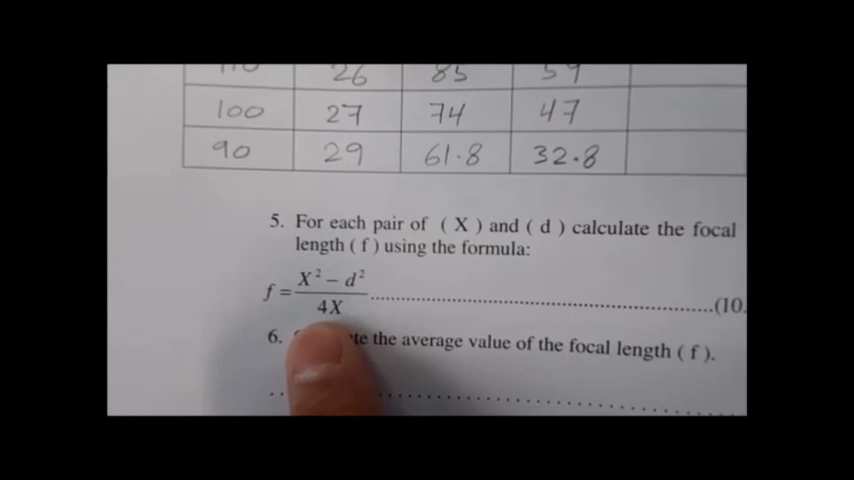 110 26 85 59
100 27 74 47
90 29 61.8 32.8
5. For each pair of ( X ) and ( d ) calculate the focal
length ( f ) using the formula:
f = X² – d² / 4X ........................................(10.
6. te the average value of the focal length ( f ).